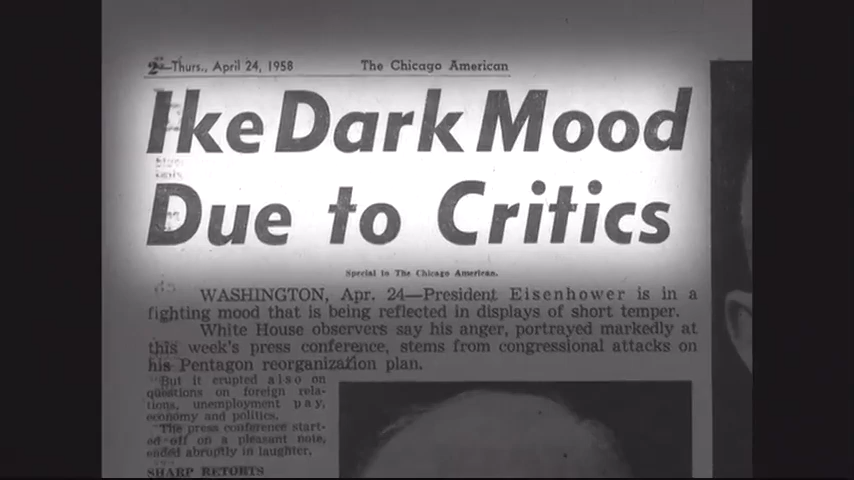 2—Thurs., April 24, 1958 The Chicago American
Ike Dark Mood
Due to Critics
Special to The Chicago American.
WASHINGTON, Apr. 24—President Eisenhower is in a
fighting mood that is being reflected in displays of short temper.
White House observers say his anger, portrayed markedly at
this week's press conference, stems from congressional attacks on
his Pentagon reorganization plan.
But it erupted also on
questions on foreign rela-
tions, unemployment pay,
economy and politics.
The press conference start-
ed off on a pleasant note,
ended abruptly in laughter.
SHARP RETORTS